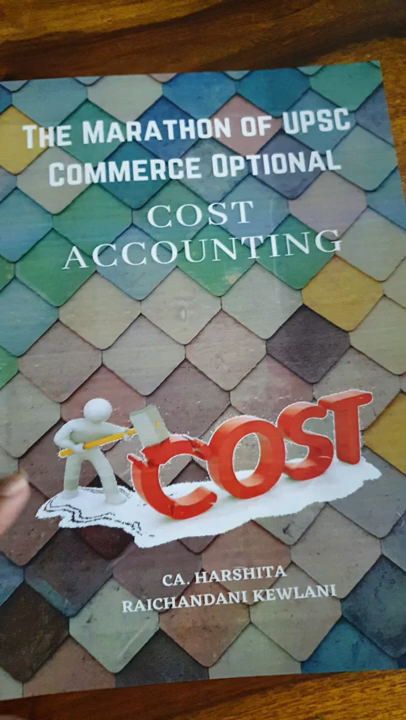 THE MARATHON OF UPSC
COMMERCE OPTIONAL
COST
ACCOUNTING
COST
CA. HARSHITA
RAICHANDANI KEWLANI